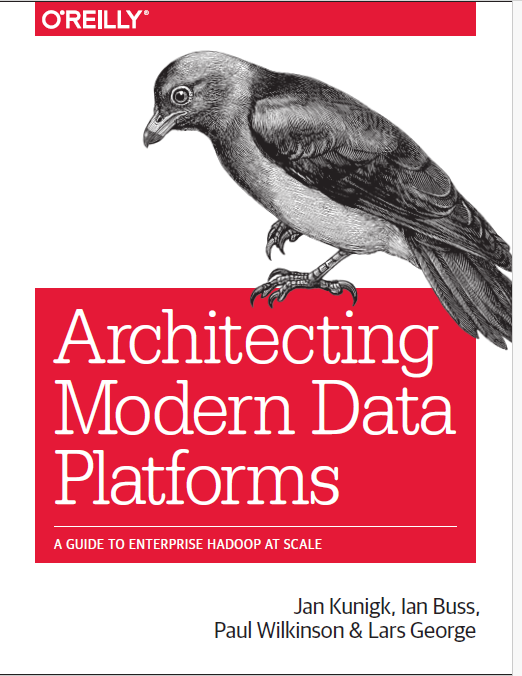 O'REILLY®
Architecting
Modern Data
Platforms
A GUIDE TO ENTERPRISE HADOOP AT SCALE
Jan Kunigk, Ian Buss,
Paul Wilkinson & Lars George